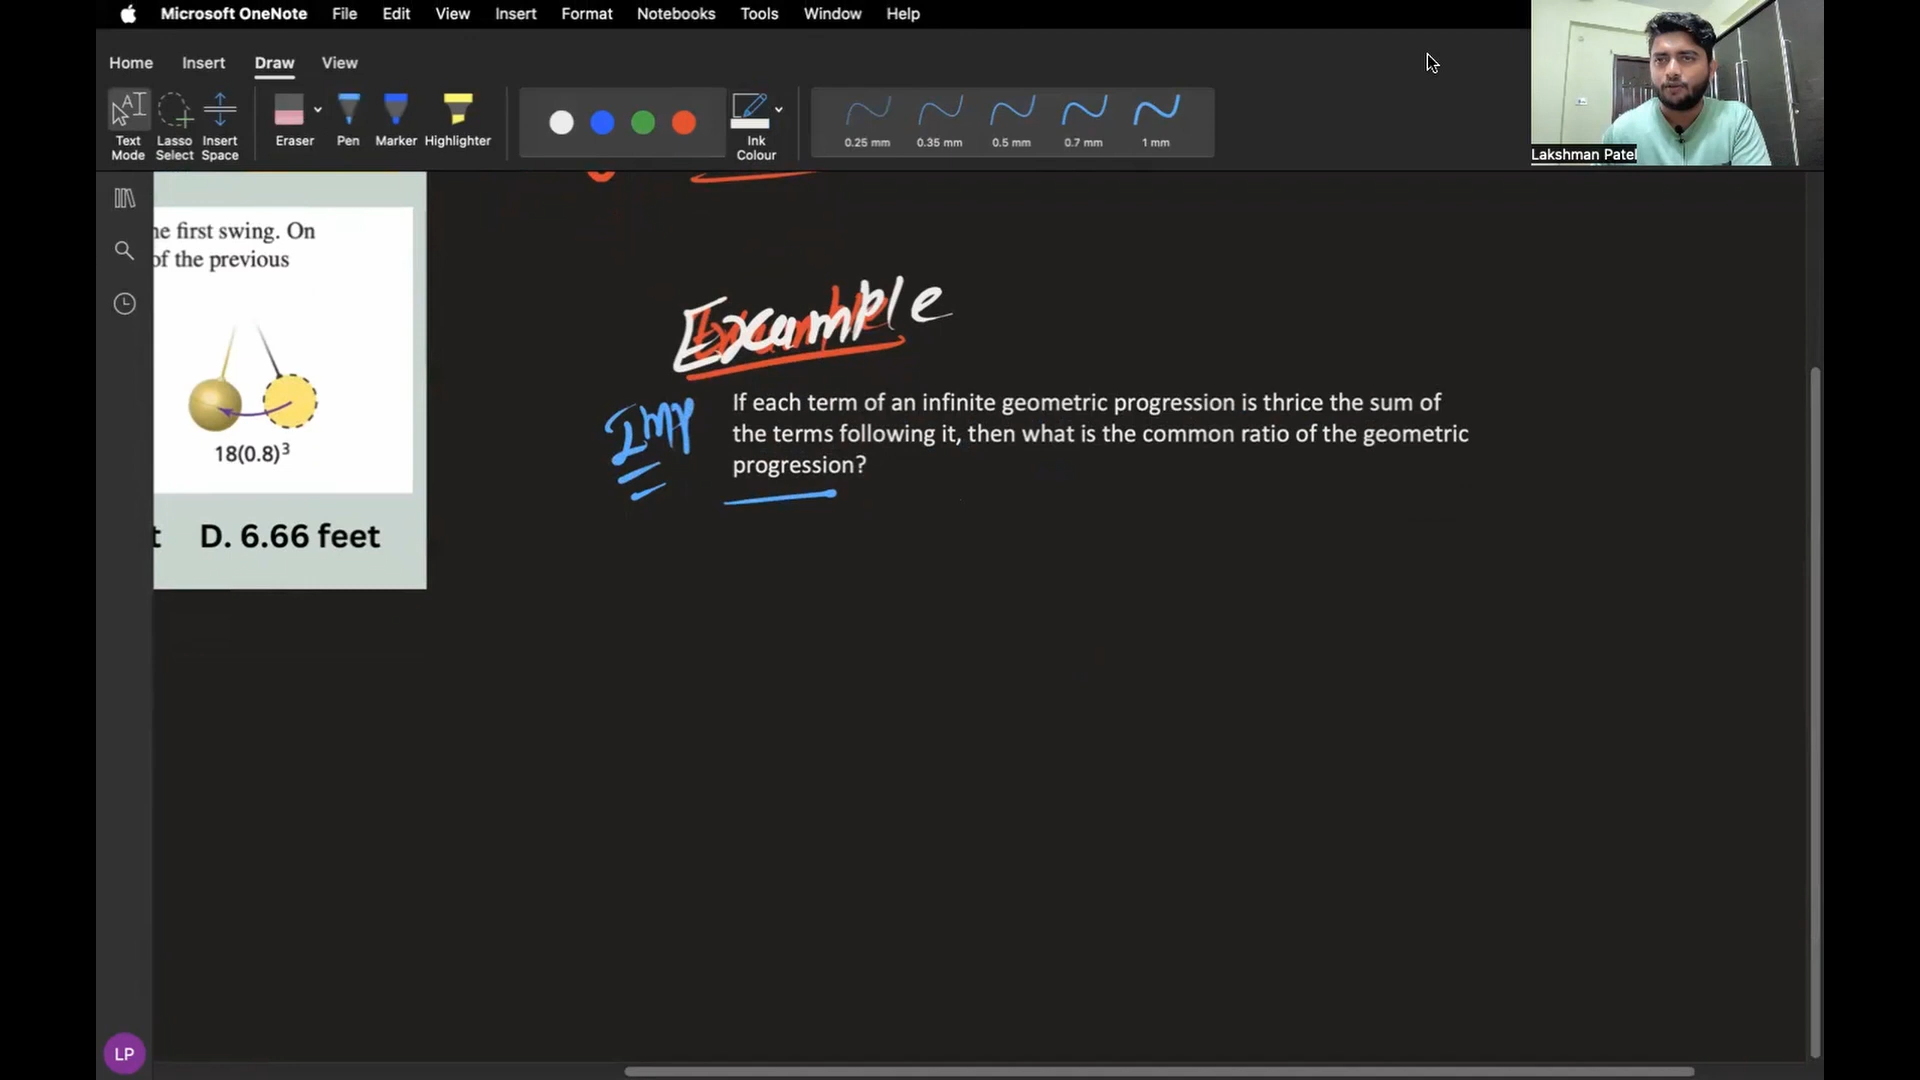 Microsoft OneNote File Edit View Insert Format Notebooks Tools Window Help
Home Insert Draw View
Text Mode
Lasso Select
Insert Space
Eraser
Pen
Marker
Highlighter
Ink Colour
0.25 mm
0.35 mm
0.5 mm
0.7 mm
1 mm
Lakshman Patel
he first swing. On
of the previous
18(0.8)³
t D. 6.66 feet
Example
Imp
If each term of an infinite geometric progression is thrice the sum of
the terms following it, then what is the common ratio of the geometric
progression?
LP